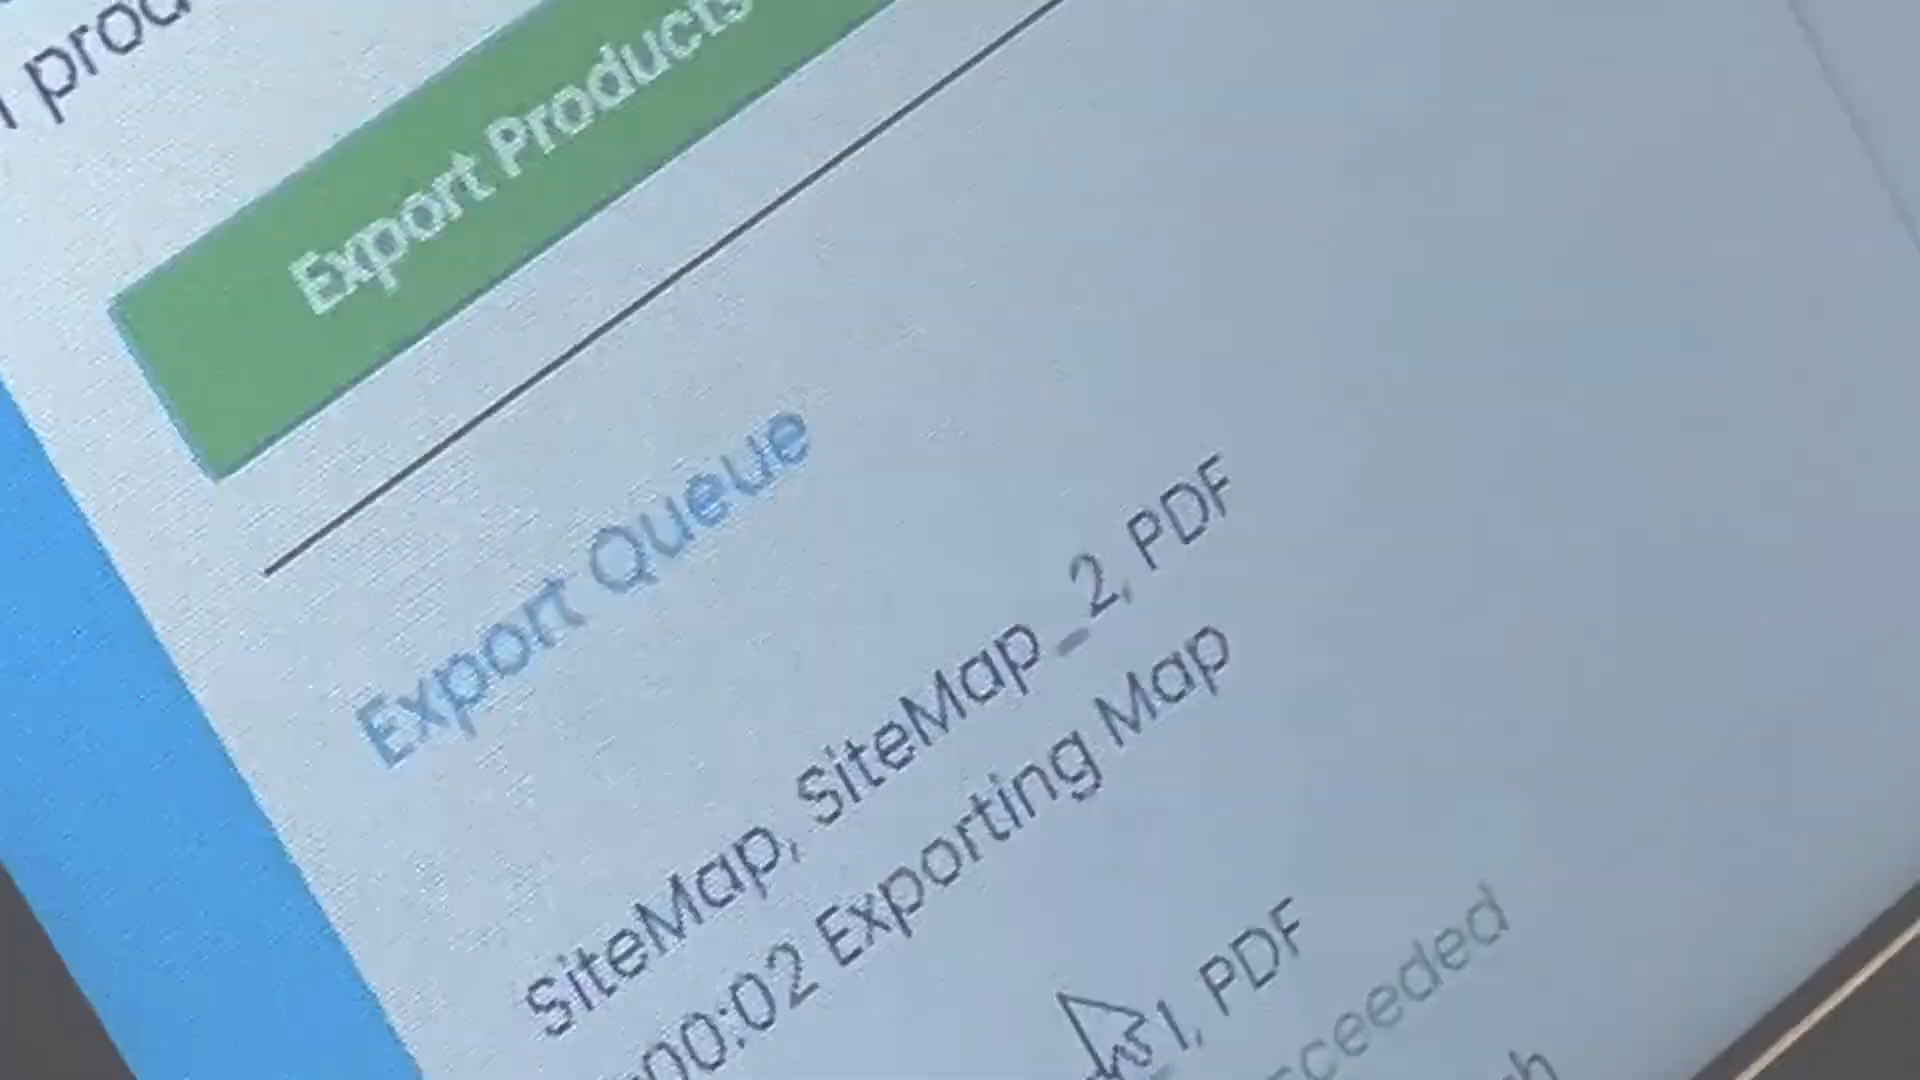 Export Products
Export Queue
SiteMap, SiteMap_2, PDF
00:02 Exporting Map
1, PDF